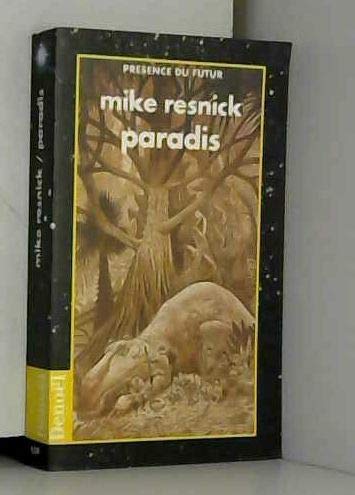 PRESENCE DU FUTUR
mike resnick
paradis
mike resnick / paradis
Denoël